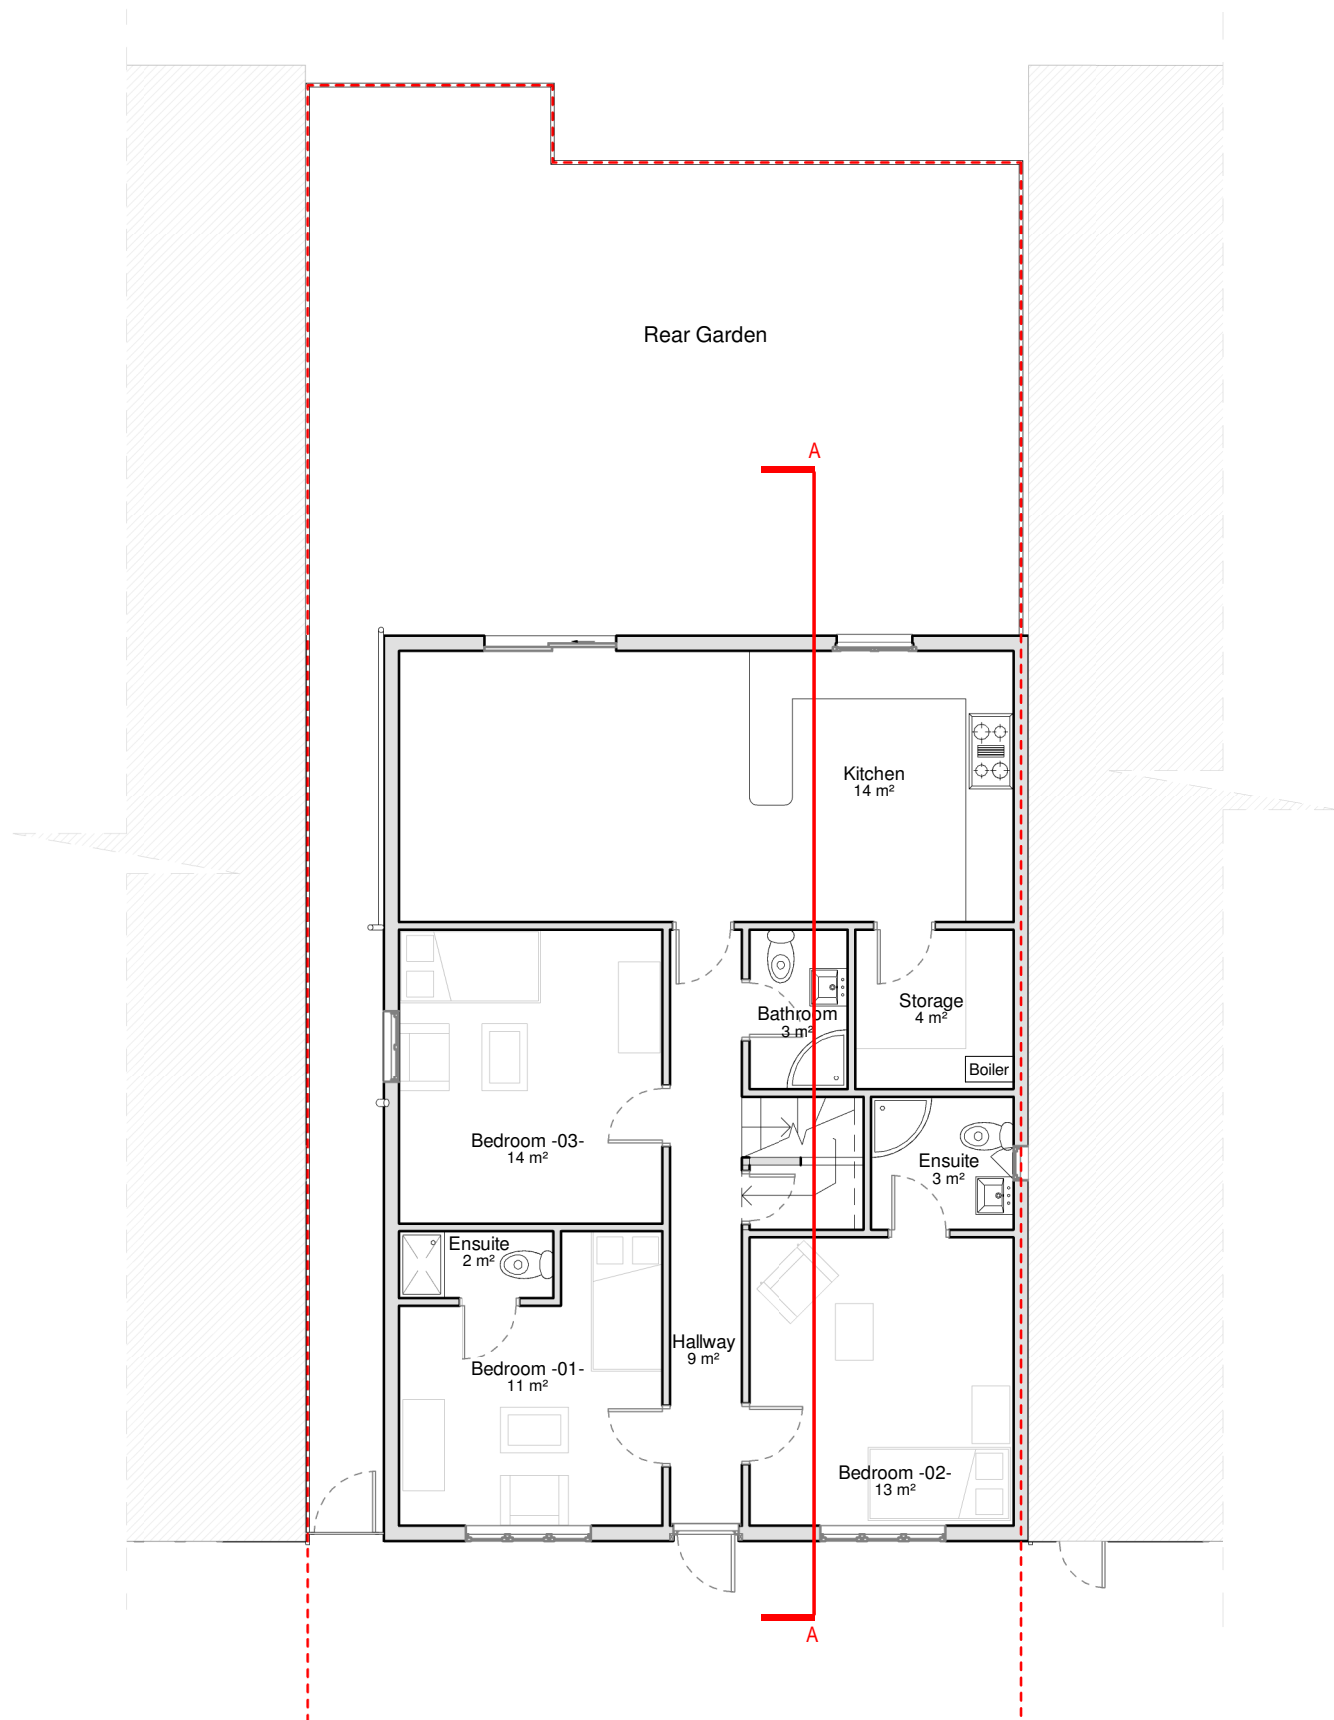 Rear Garden
A
Kitchen
14 m²
Bathroom
3 m²
Storage
4 m²
Boiler
Bedroom -03-
14 m²
Ensuite
3 m²
Ensuite
2 m²
Hallway
9 m²
Bedroom -01-
11 m²
Bedroom -02-
13 m²
A